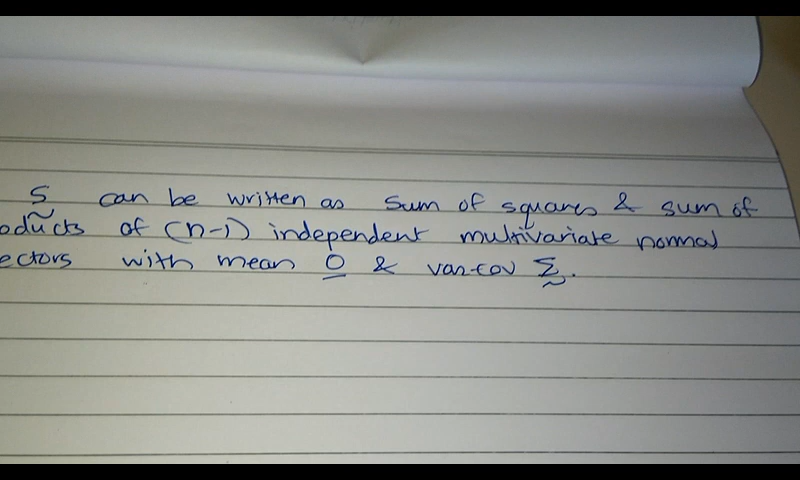 S can be written as sum of squares & sum of
oducts of (n-1) independent multivariate normal
ectors with mean 0 & var-cov Σ.